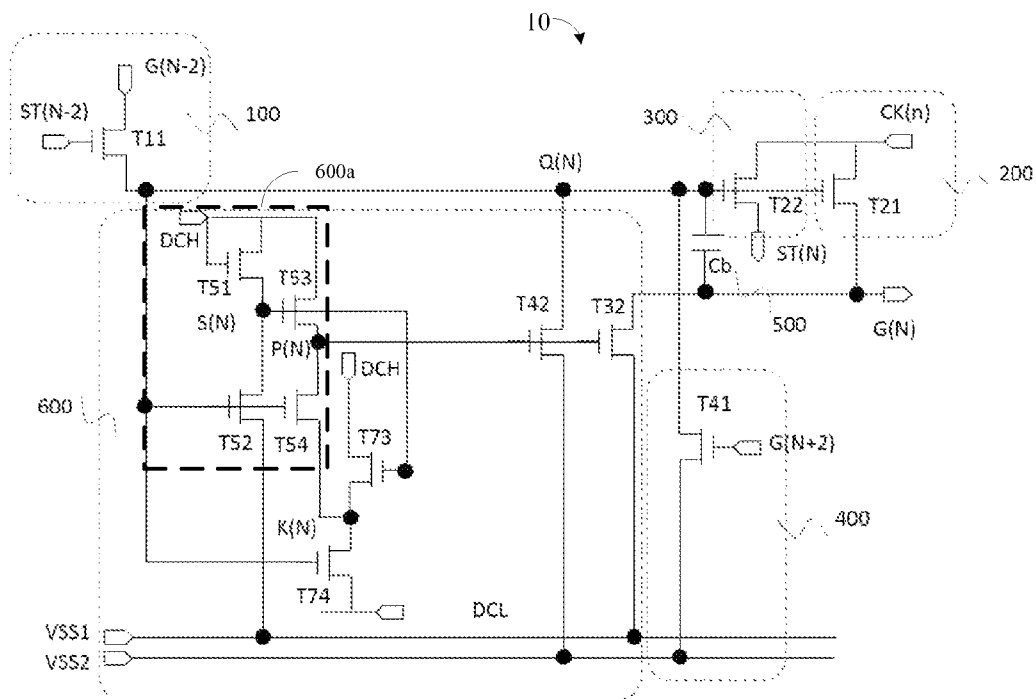 10
G(N-2)
ST(N-2)
T11
100
300
CK(n)
200
600a
Q(N)
T22
T21
DCH
T51
T53
Cb
ST(N)
S(N)
T42
T32
500
G(N)
P(N)
DCH
600
T52
T54
T73
T41
G(N+2)
K(N)
400
T74
DCL
VSS1
VSS2